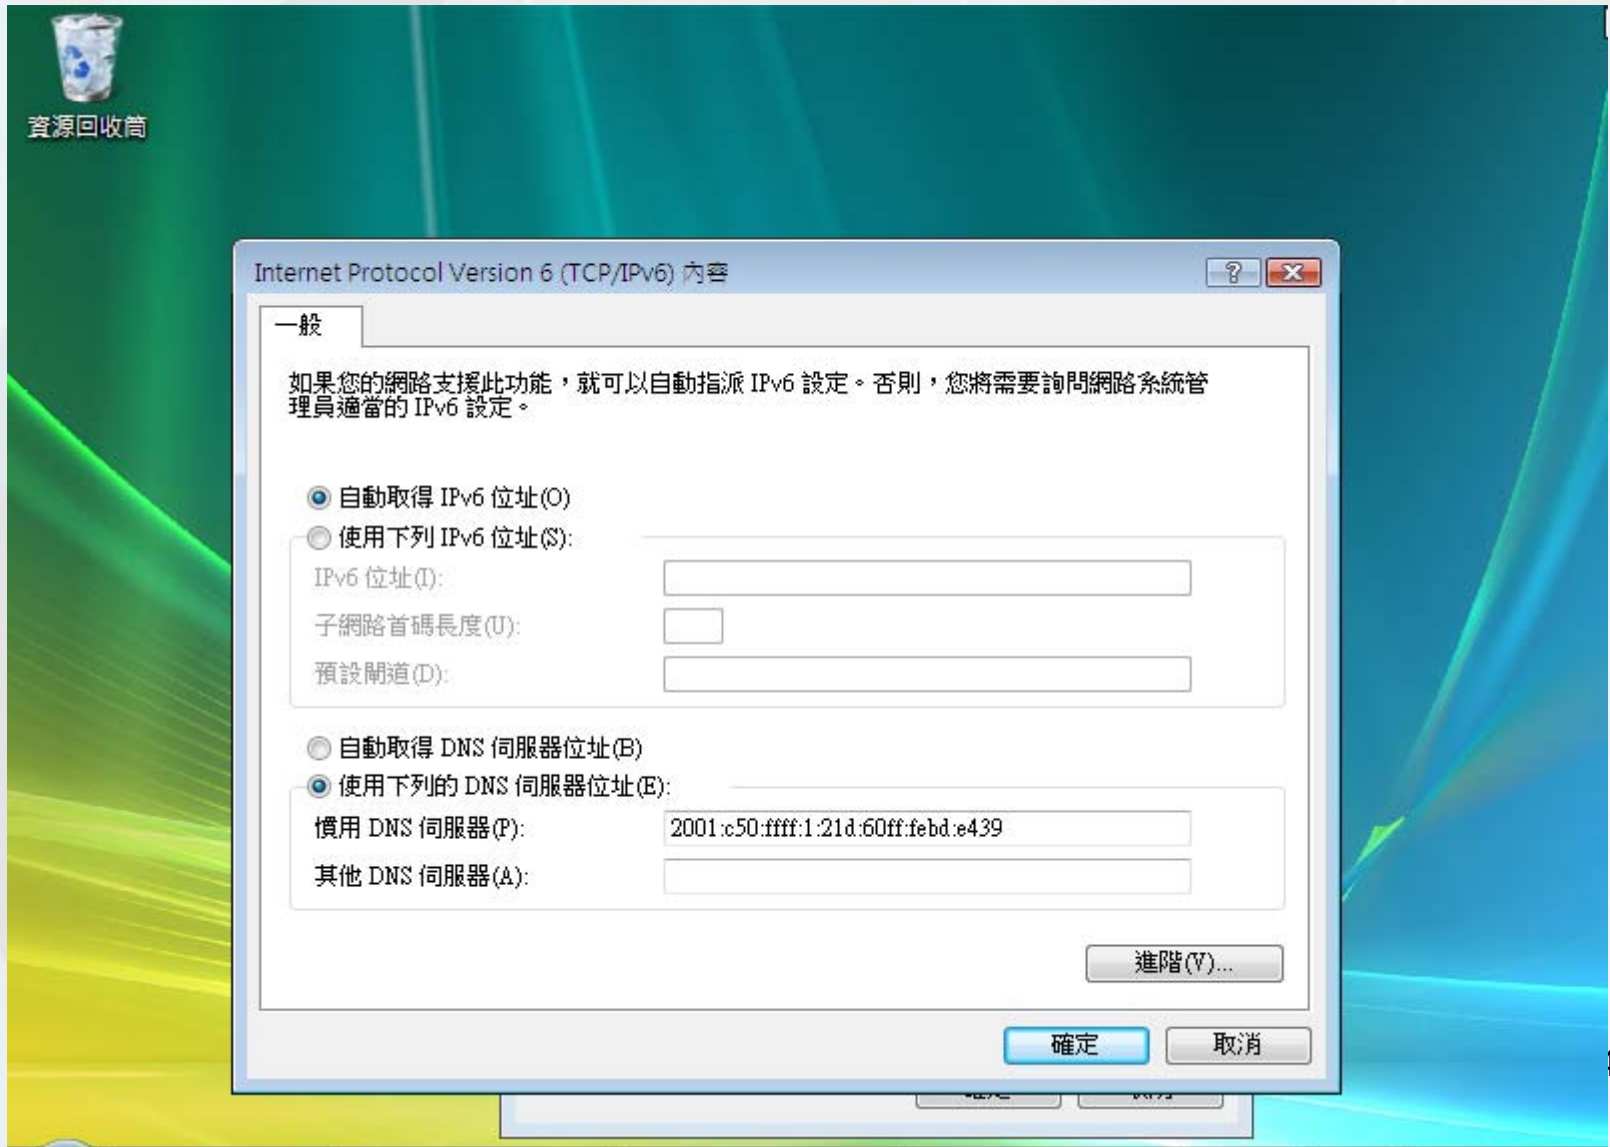 資源回收筒
Internet Protocol Version 6 (TCP/IPv6) 內容
一般
如果您的網路支援此功能，就可以自動指派 IPv6 設定。否則，您將需要詢問網路系統管
理員適當的 IPv6 設定。
自動取得 IPv6 位址(O)
使用下列 IPv6 位址(S):
IPv6 位址(I):
子網路首碼長度(U):
預設閘道(D):
自動取得 DNS 伺服器位址(B)
使用下列的 DNS 伺服器位址(E):
慣用 DNS 伺服器(P):
2001:c50:ffff:1:21d:60ff:febd:e439
其他 DNS 伺服器(A):
進階(V)...
確定
取消